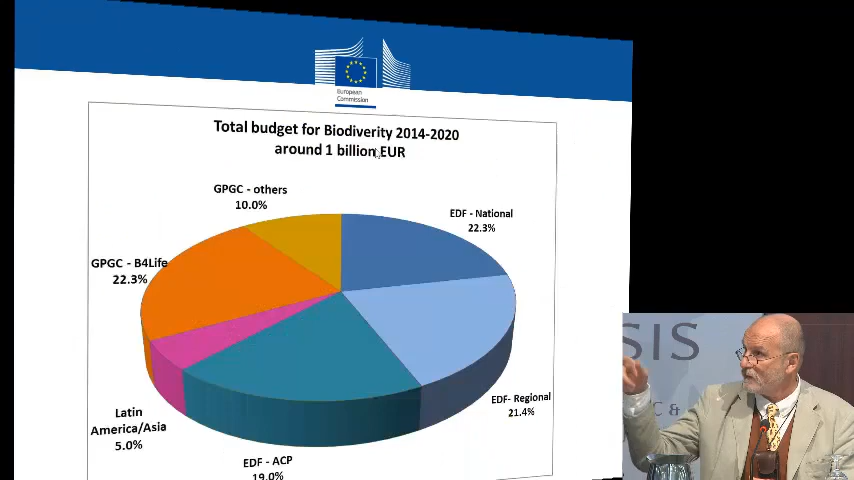 European
Commission
Total budget for Biodiverity 2014-2020
around 1 billion EUR
GPGC - others
10.0%
EDF - National
22.3%
GPGC - B4Life
22.3%
EDF- Regional
21.4%
Latin
America/Asia
5.0%
EDF - ACP
19.0%
SIS
C &